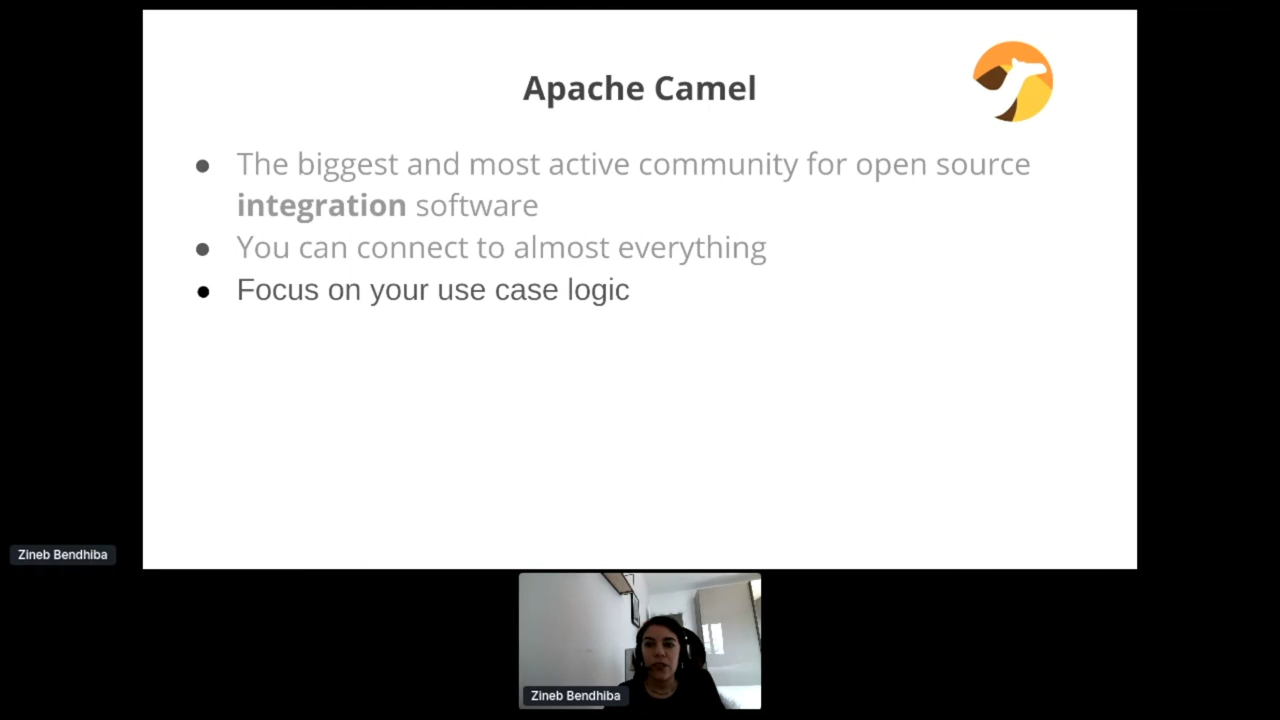 Apache Camel
● The biggest and most active community for open source
integration software
● You can connect to almost everything
● Focus on your use case logic
Zineb Bendhiba
Zineb Bendhiba